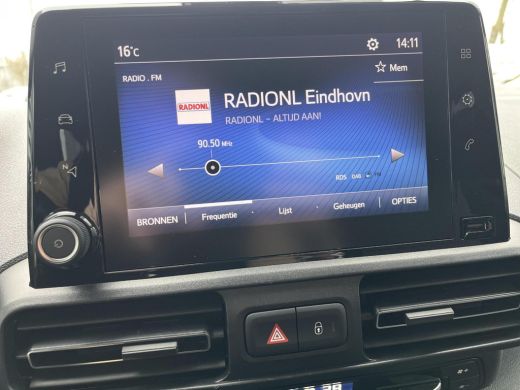 16°C
14:11
RADIO . FM
Mem
RADIONL
RADIONL Eindhovn
RADIONL - ALTIJD AAN!
90.50 MHz
RDS
BRONNEN
Frequentie
Lijst
Geheugen
OPTIES
N